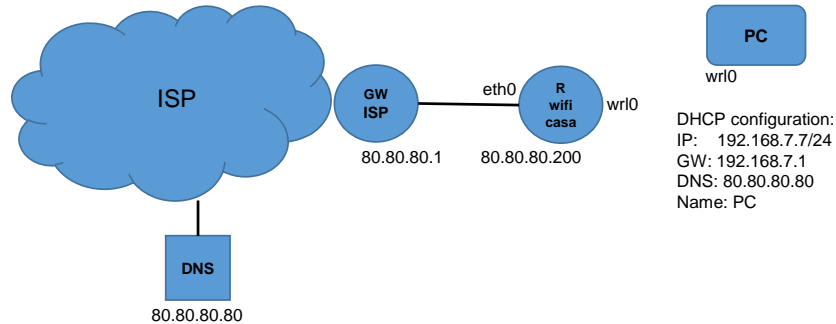 ISP
GW
ISP
80.80.80.1
eth0
R
wifi
casa
wrl0
80.80.80.200
PC
wrl0
DHCP configuration:
IP: 192.168.7.7/24
GW: 192.168.7.1
DNS: 80.80.80.80
Name: PC
DNS
80.80.80.80